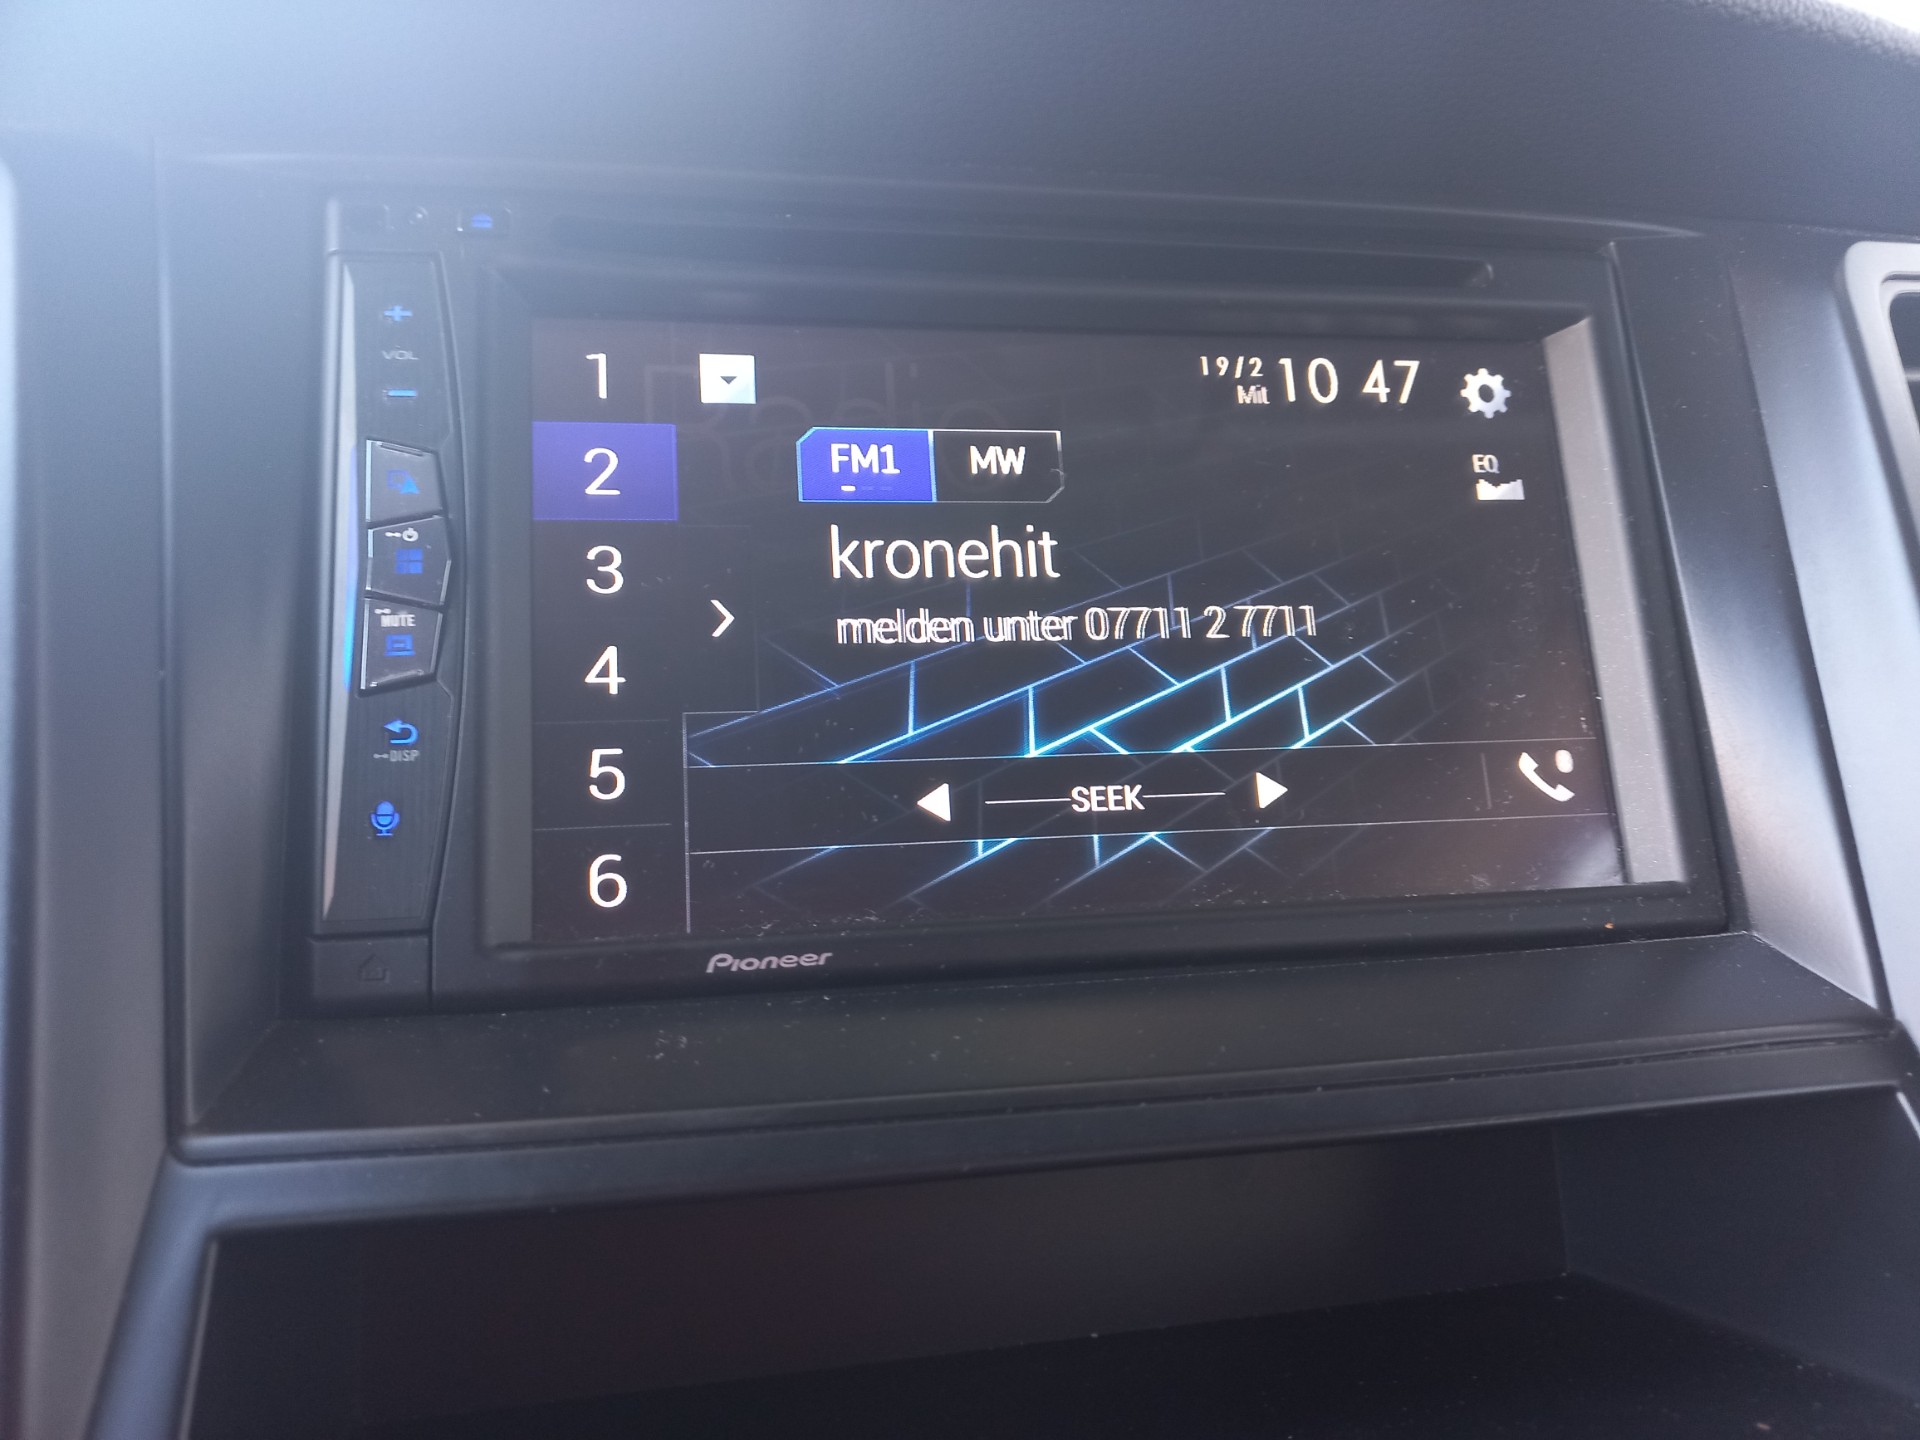 VOL
MUTE
DISP
1
2
3
4
5
6
19/2
Mit
10 47
FM1
MW
EQ
kronehit
melden unter 07711 2 7711
SEEK
Pioneer